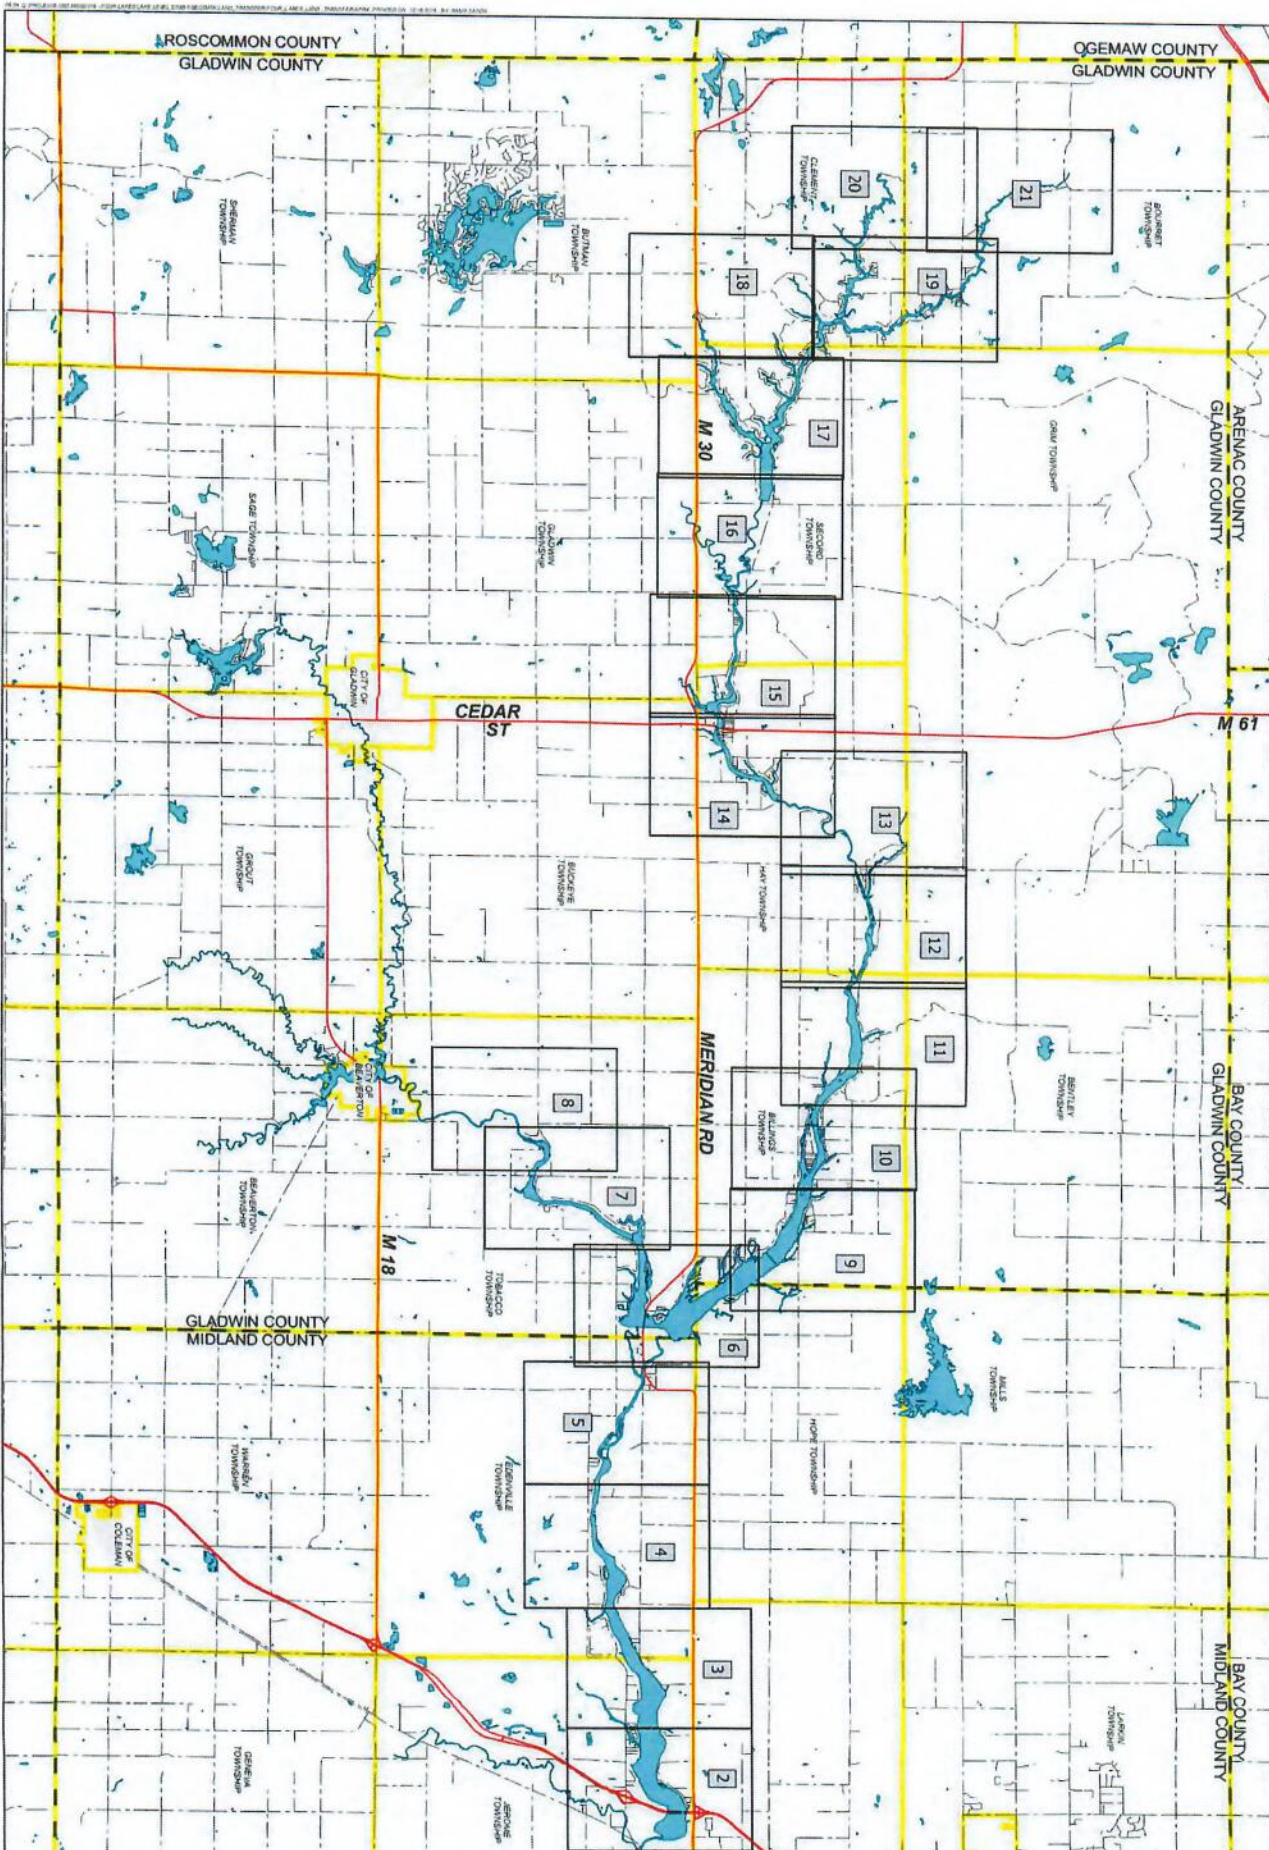 ROSCOMMON COUNTY
GLADWIN COUNTY
OGEMAW COUNTY
GLADWIN COUNTY
CLEMENT
TOWNSHIP
20
21
BOURRET
TOWNSHIP
SHERMAN
TOWNSHIP
BUTMAN
TOWNSHIP
18
19
ARENAC COUNTY
GLADWIN COUNTY
M 30
17
GRIM TOWNSHIP
SAGE TOWNSHIP
GLADWIN
TOWNSHIP
16
SECORD
TOWNSHIP
CITY OF
GLADWIN
CEDAR
ST
15
M 61
14
13
GROUT
TOWNSHIP
BUCKEYE
TOWNSHIP
HAY TOWNSHIP
12
MERIDIAN RD
11
BENTLEY
TOWNSHIP
BAY COUNTY
GLADWIN COUNTY
CITY OF
BEAVERTON
8
BILLINGS
TOWNSHIP
10
7
BEAVERTON
TOWNSHIP
M 18
TOBACCO
TOWNSHIP
9
GLADWIN COUNTY
MIDLAND COUNTY
6
MILLS
TOWNSHIP
5
HOPE TOWNSHIP
WARREN
TOWNSHIP
EDENVILLE
TOWNSHIP
CITY OF
COLEMAN
4
3
BAY COUNTY
MIDLAND COUNTY
LARKIN
TOWNSHIP
GENEVA
TOWNSHIP
JEROME
TOWNSHIP
2